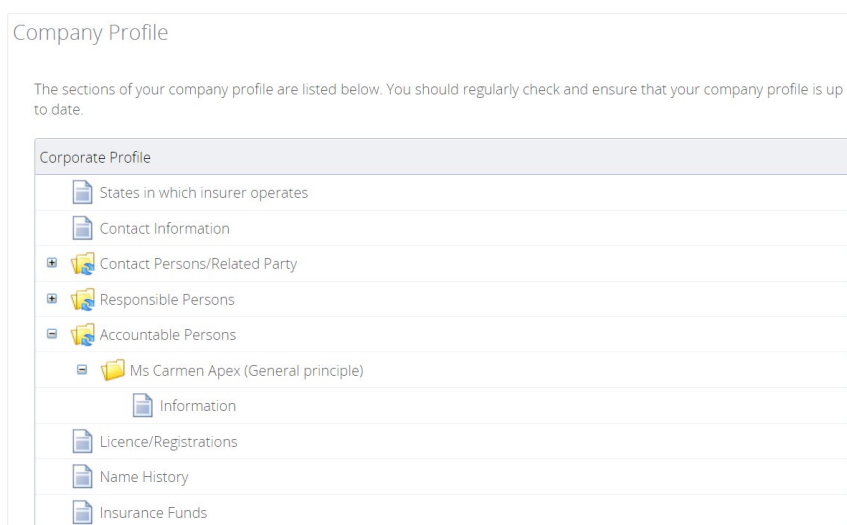 Company Profile
The sections of your company profile are listed below. You should regularly check and ensure that your company profile is up
to date.
Corporate Profile
States in which insurer operates
Contact Information
Contact Persons/Related Party
Responsible Persons
Accountable Persons
Ms Carmen Apex (General principle)
Information
Licence/Registrations
Name History
Insurance Funds